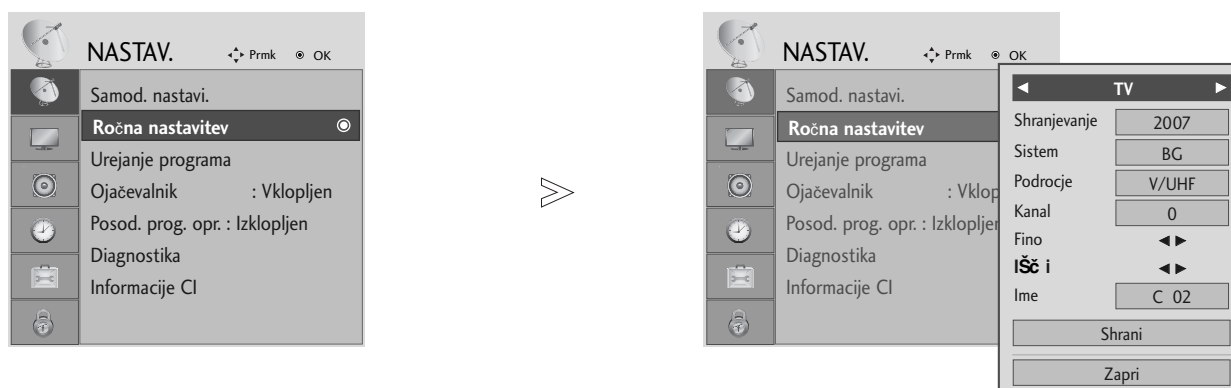 NASTAV. Prmk OK
Samod. nastavi.
Ročna nastavitev
Urejanje programa
Ojačevalnik : Vklopljen
Posod. prog. opr. : Izklopljen
Diagnostika
Informacije CI
NASTAV. Prmk OK
Samod. nastavi.
Ročna nastavitev
Urejanje programa
Ojačevalnik : Vklop
Posod. prog. opr. : Izkloplje
Diagnostika
Informacije CI
TV
Shranjevanje 2007
Sistem BG
Podrocje V/UHF
Kanal 0
Fino
IŠč i
Ime C 02
Shrani
Zapri